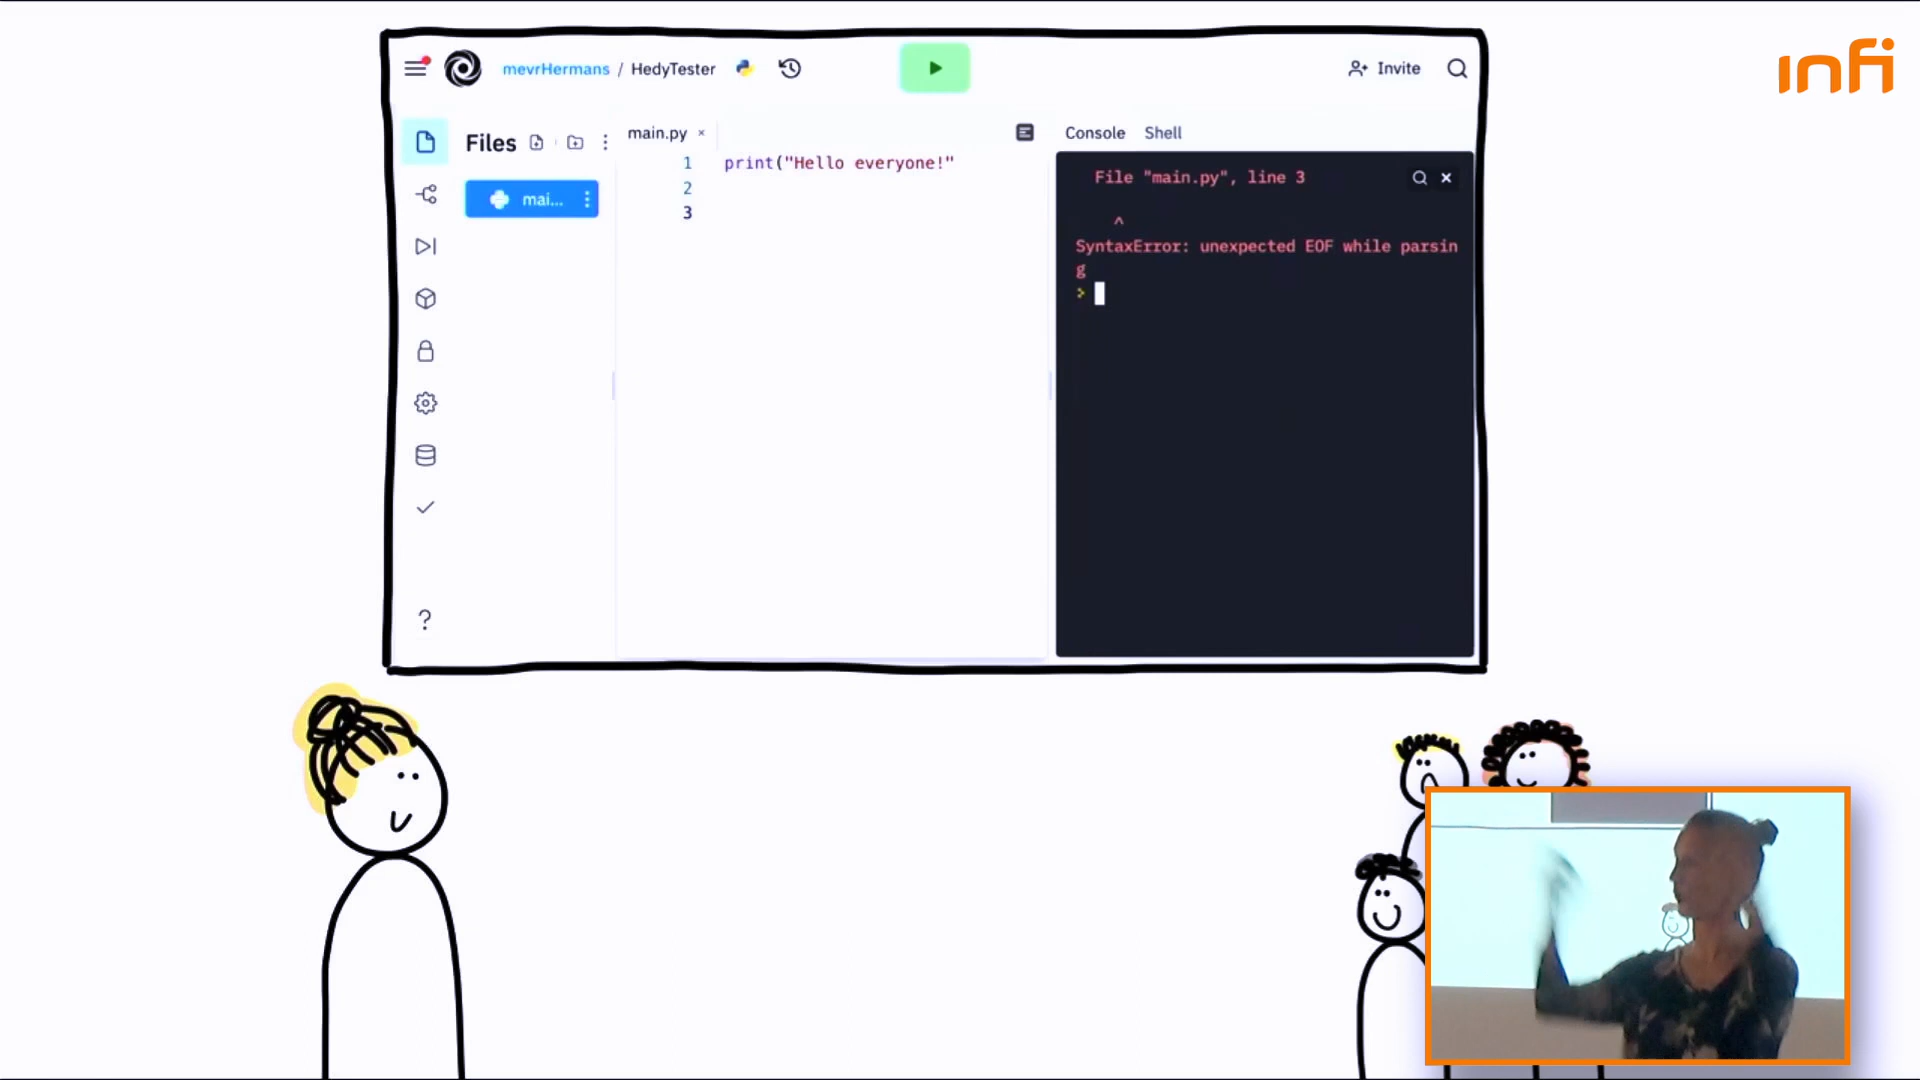 infi
mevrHermans / HedyTester
Invite
Files
main.py ×
Console Shell
mai...
1 print("Hello everyone!"
2
3
File "main.py", line 3
^
SyntaxError: unexpected EOF while parsin
g
>
?